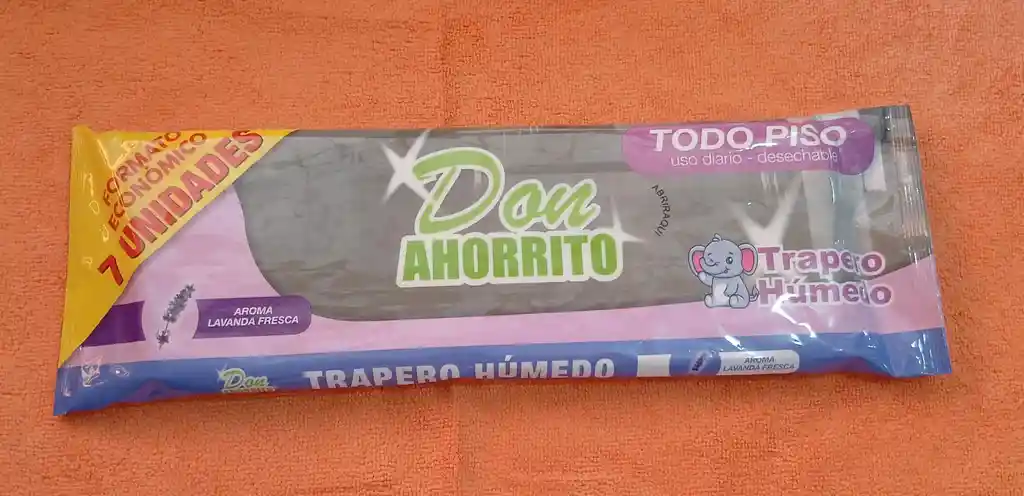 FORMATO
ECONÓMICO
7 UNIDADES
Don
AHORRITO
TODO PISO
uso diario - desechable
ABRIR AQUI
Trapero
Húmedo
AROMA
LAVANDA FRESCA
Don
TRAPERO HÚMEDO
AROMA
LAVANDA FRESCA